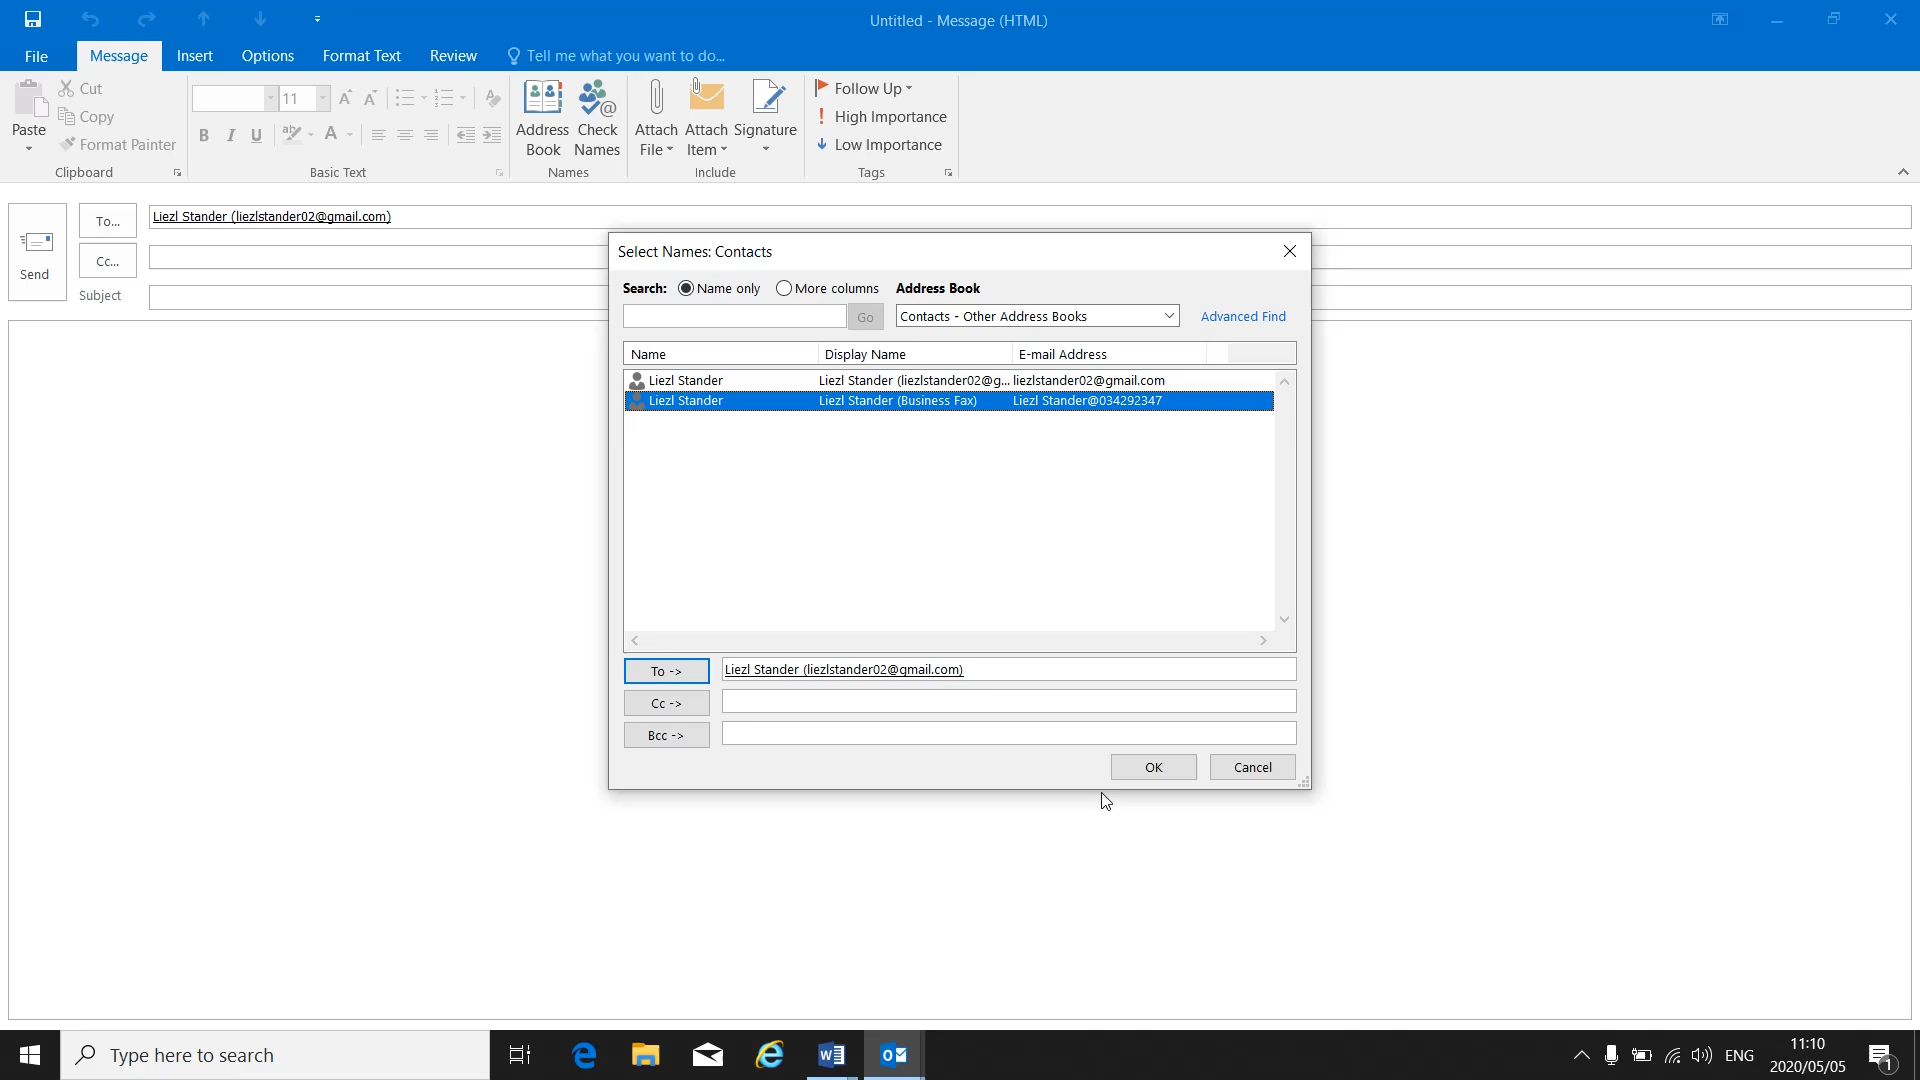 Untitled - Message (HTML)
File Message Insert Options Format Text Review Tell me what you want to do...
Paste
Cut
Copy
Format Painter
Clipboard
11
B I U
A
Basic Text
Address Book
Check Names
Names
Attach File
Attach Item
Signature
Include
Follow Up
High Importance
Low Importance
Tags
Send
To... Liezl Stander (liezlstander02@gmail.com)
Cc...
Subject
Select Names: Contacts
Search: Name only More columns Address Book
Go Contacts - Other Address Books Advanced Find
Name Display Name E-mail Address
Liezl Stander Liezl Stander (liezlstander02@g... liezlstander02@gmail.com
Liezl Stander Liezl Stander (Business Fax) Liezl Stander@034292347
To -> Liezl Stander (liezlstander02@gmail.com)
Cc ->
Bcc ->
OK Cancel
Type here to search
ENG
11:10
2020/05/05
1